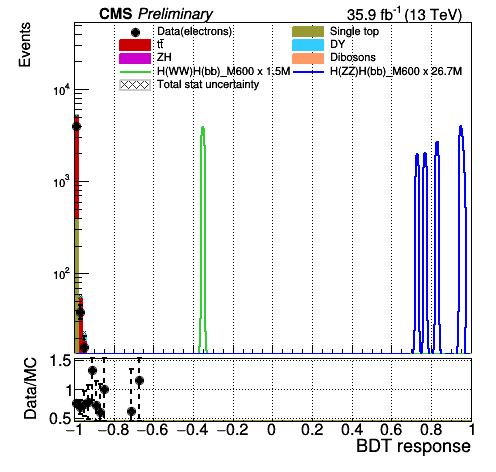 CMS Preliminary 35.9 fb⁻¹ (13 TeV)
Data(electrons) Single top
tt̄ DY
ZH Dibosons
H(WW)H(bb)_M600 x 1.5M H(ZZ)H(bb)_M600 x 26.7M
Total stat uncertainty
Events
10⁴
10³
10²
Data/MC
1.5
1
0.5
−1 −0.8 −0.6 −0.4 −0.2 0 0.2 0.4 0.6 0.8 1
BDT response